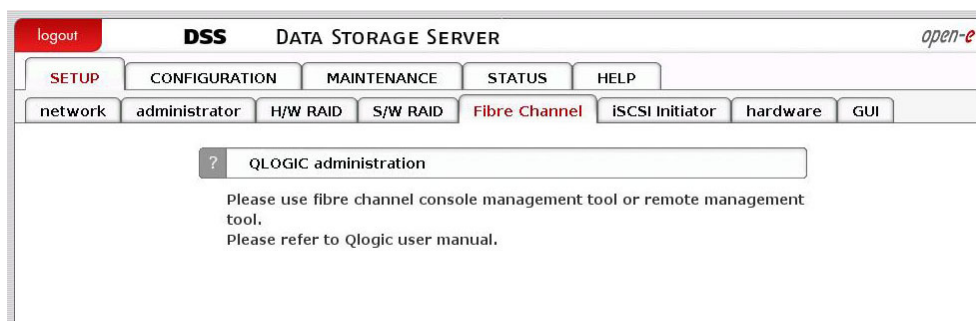 logout DSS DATA STORAGE SERVER open-e
SETUP CONFIGURATION MAINTENANCE STATUS HELP
network administrator H/W RAID S/W RAID Fibre Channel iSCSI Initiator hardware GUI
? QLOGIC administration
Please use fibre channel console management tool or remote management
tool.
Please refer to Qlogic user manual.